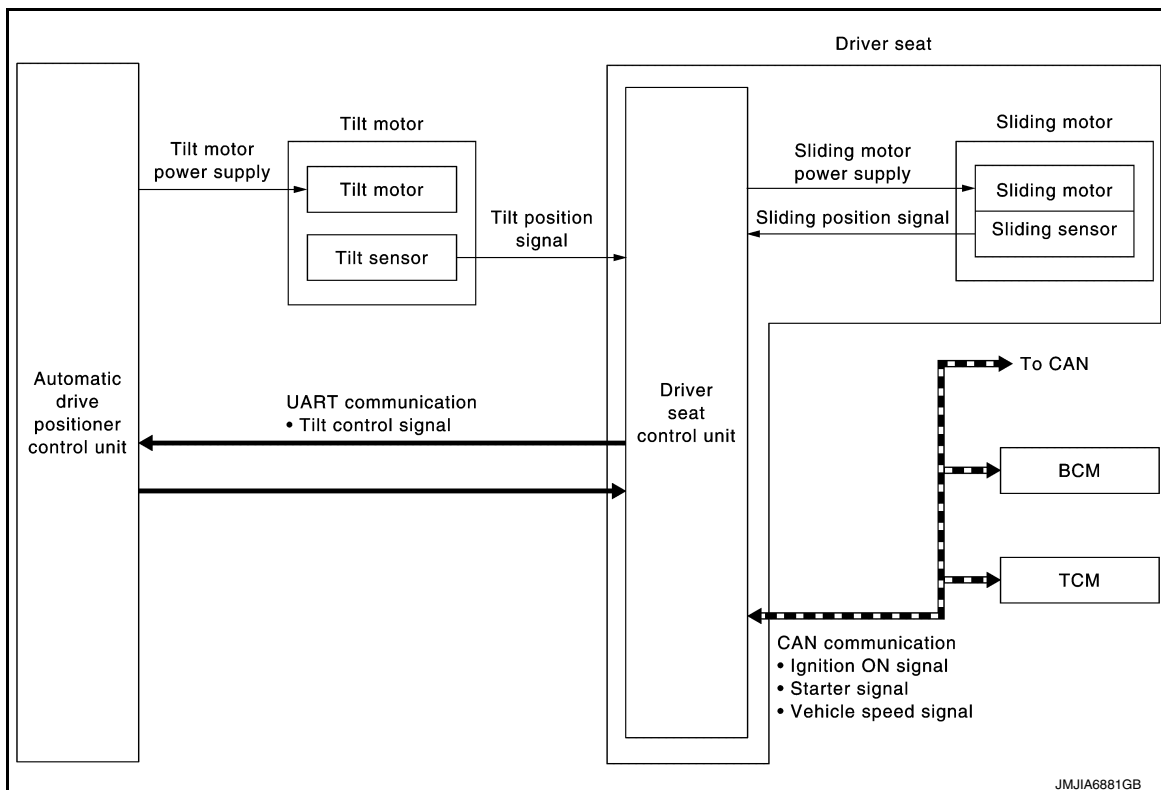 Driver seat
Tilt motor
Sliding motor
Tilt motor
power supply
Sliding motor
power supply
Tilt motor
Sliding motor
Tilt position
signal
Sliding position signal
Sliding sensor
Tilt sensor
To CAN
Automatic
drive
positioner
control unit
UART communication
• Tilt control signal
Driver
seat
control unit
BCM
TCM
CAN communication
• Ignition ON signal
• Starter signal
• Vehicle speed signal
JMJIA6881GB